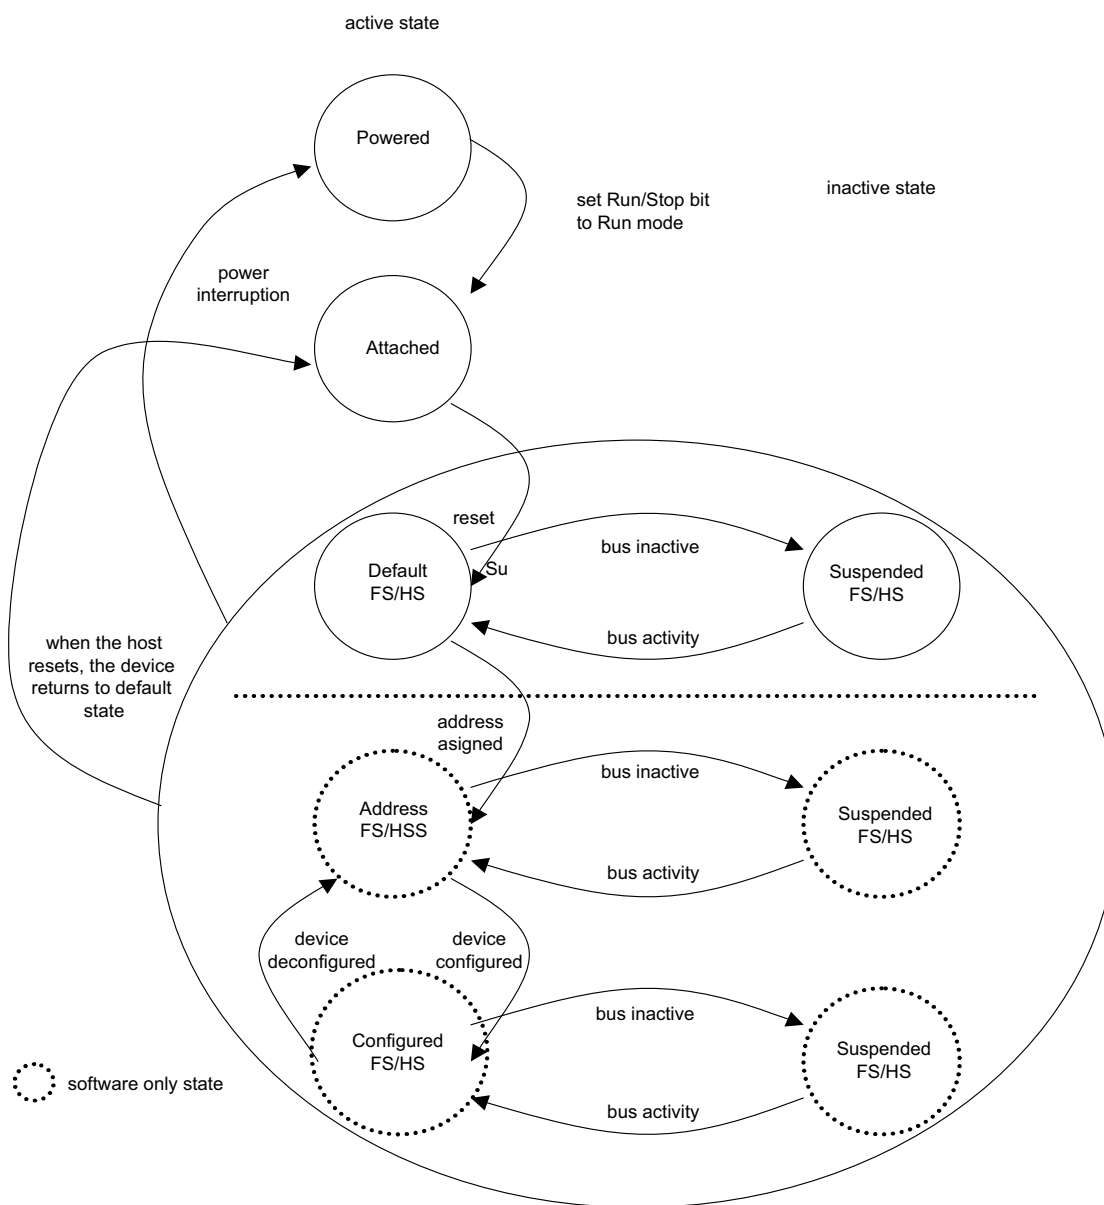 active state
Powered
set Run/Stop bit
to Run mode
inactive state
power
interruption
Attached
reset
bus inactive
Default
FS/HS
Su
Suspended
FS/HS
bus activity
when the host
resets, the device
returns to default
state
address
asigned
bus inactive
Address
FS/HSS
Suspended
FS/HS
bus activity
device
deconfigured
device
configured
bus inactive
Configured
FS/HS
Suspended
FS/HS
software only state
bus activity